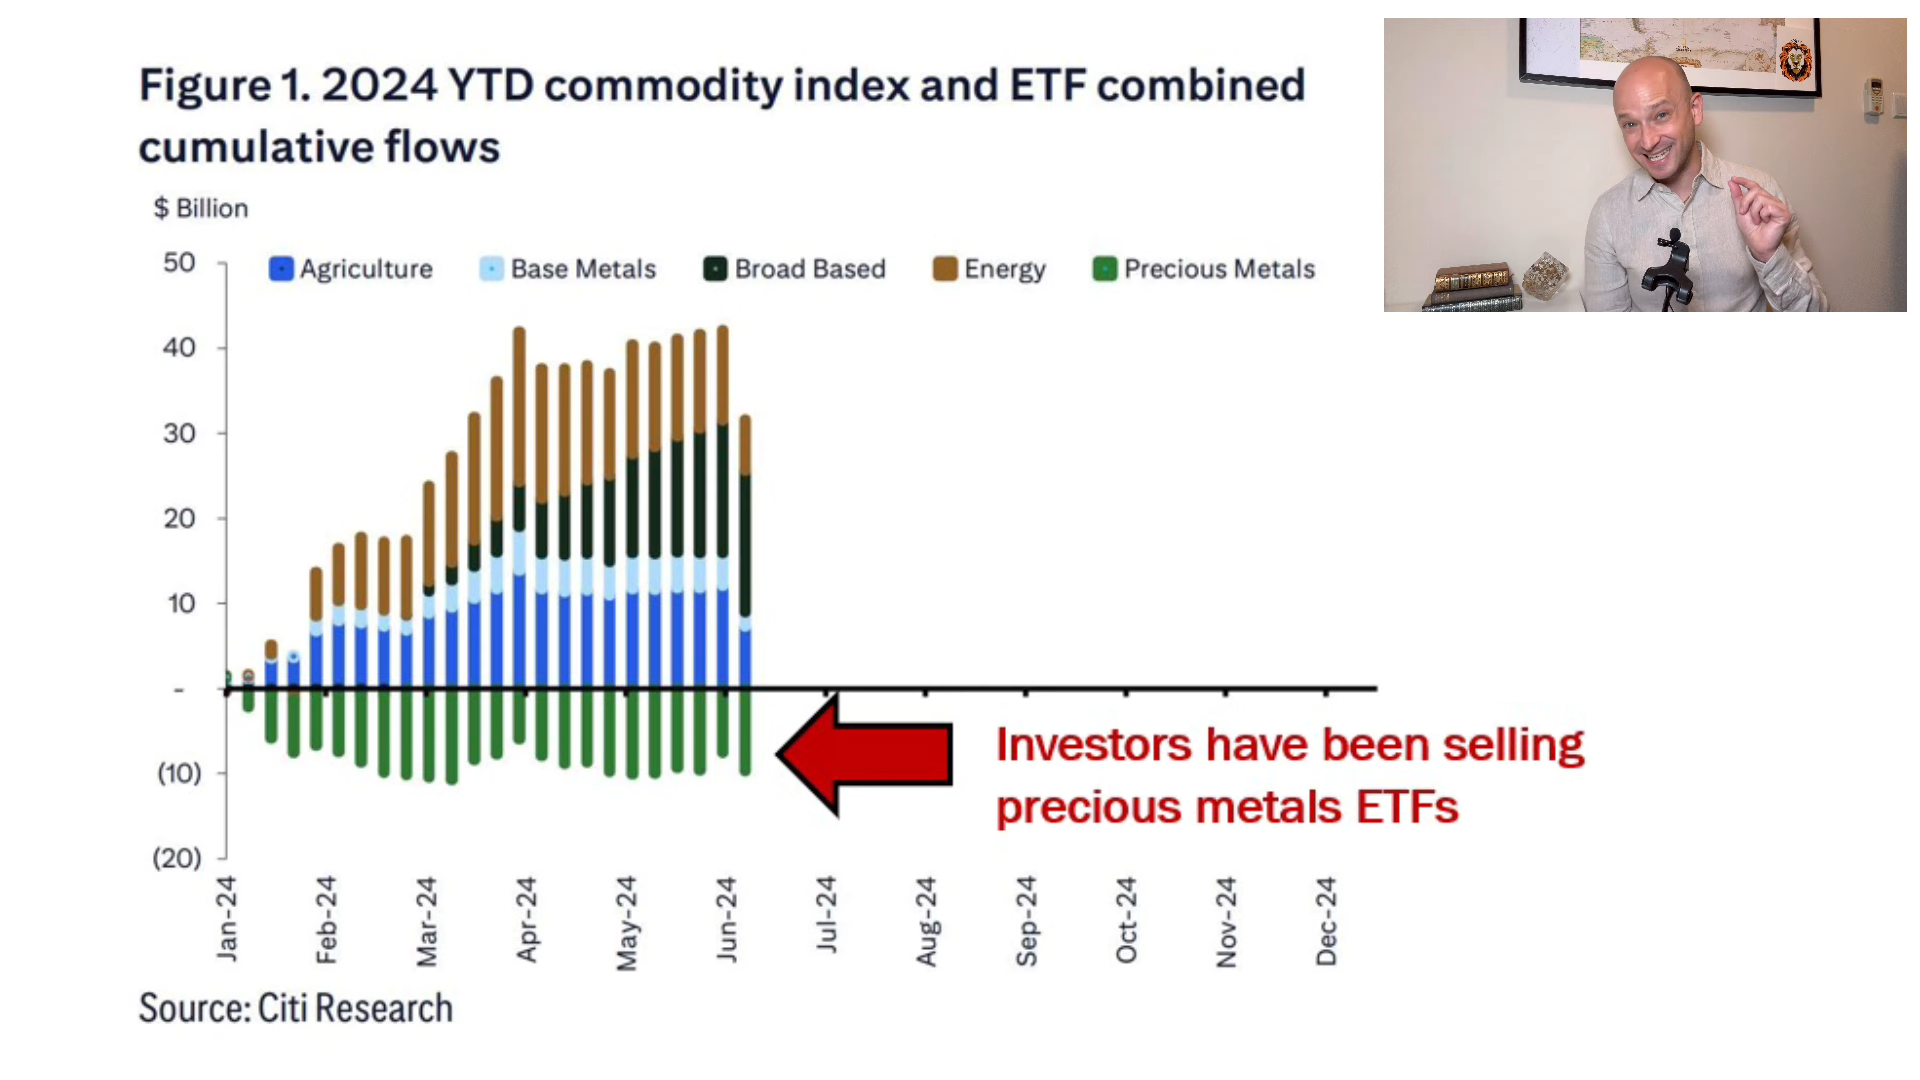 Figure 1. 2024 YTD commodity index and ETF combined
cumulative flows
$ Billion
Agriculture
Base Metals
Broad Based
Energy
Precious Metals
50
40
30
20
10
-
(10)
(20)
Investors have been selling
precious metals ETFs
Jan-24
Feb-24
Mar-24
Apr-24
May-24
Jun-24
Jul-24
Aug-24
Sep-24
Oct-24
Nov-24
Dec-24
Source: Citi Research